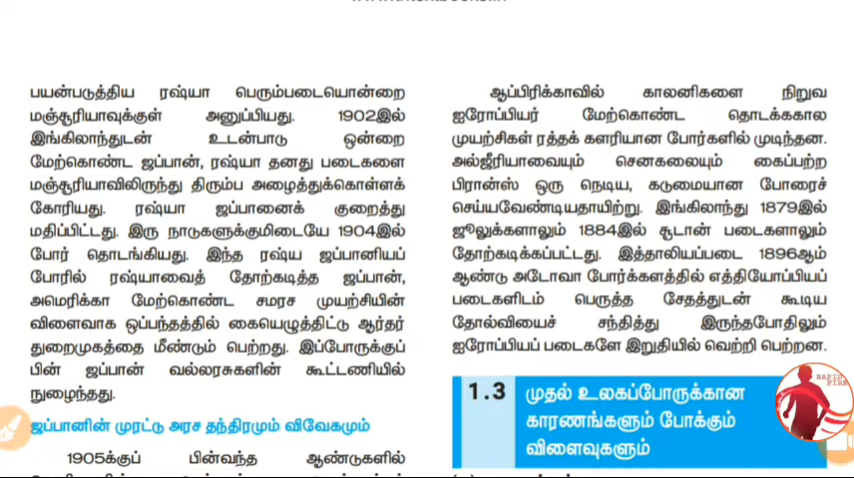 பயன்படுத்திய ரஷ்யா பெரும்படையொன்றை
மஞ்சூரியாவுக்குள் அனுப்பியது. 1902இல்
இங்கிலாந்துடன் உடன்பாடு ஒன்றை
மேற்கொண்ட ஜப்பான், ரஷ்யா தனது படைகளை
மஞ்சூரியாவிலிருந்து திரும்ப அழைத்துக்கொள்ளக்
கோரியது. ரஷ்யா ஜப்பானைக் குறைத்து
மதிப்பிட்டது. இரு நாடுகளுக்குமிடையே 1904இல்
போர் தொடங்கியது. இந்த ரஷ்ய ஜப்பானியப்
போரில் ரஷ்யாவைத் தோற்கடித்த ஜப்பான்,
அமெரிக்கா மேற்கொண்ட சமரச முயற்சியின்
விளைவாக ஒப்பந்தத்தில் கையெழுத்திட்டு ஆர்தர்
துறைமுகத்தை மீண்டும் பெற்றது. இப்போருக்குப்
பின் ஜப்பான் வல்லரசுகளின் கூட்டணியில்
நுழைந்தது.
ஜப்பானின் முரட்டு அரச தந்திரமும் விவேகமும்
1905க்குப் பின்வந்த ஆண்டுகளில்
ஆப்பிரிக்காவில் காலனிகளை நிறுவ
ஐரோப்பியர் மேற்கொண்ட தொடக்ககால
முயற்சிகள் ரத்தக் களரியான போர்களில் முடிந்தன.
அல்ஜீரியாவையும் செனகலையும் கைப்பற்ற
பிரான்ஸ் ஒரு நெடிய, கடுமையான போரைச்
செய்யவேண்டியதாயிற்று. இங்கிலாந்து 1879இல்
ஜூலுக்களாலும் 1884இல் சூடான் படைகளாலும்
தோற்கடிக்கப்பட்டது. இத்தாலியப்படை 1896ஆம்
ஆண்டு அடோவா போர்க்களத்தில் எத்தியோப்பியப்
படைகளிடம் பெருத்த சேதத்துடன் கூடிய
தோல்வியைச் சந்தித்து இருந்தபோதிலும்
ஐரோப்பியப் படைகளே இறுதியில் வெற்றி பெற்றன.
1.3 முதல் உலகப்போருக்கான
காரணங்களும் போக்கும்
விளைவுகளும்
RAPID
FIRE